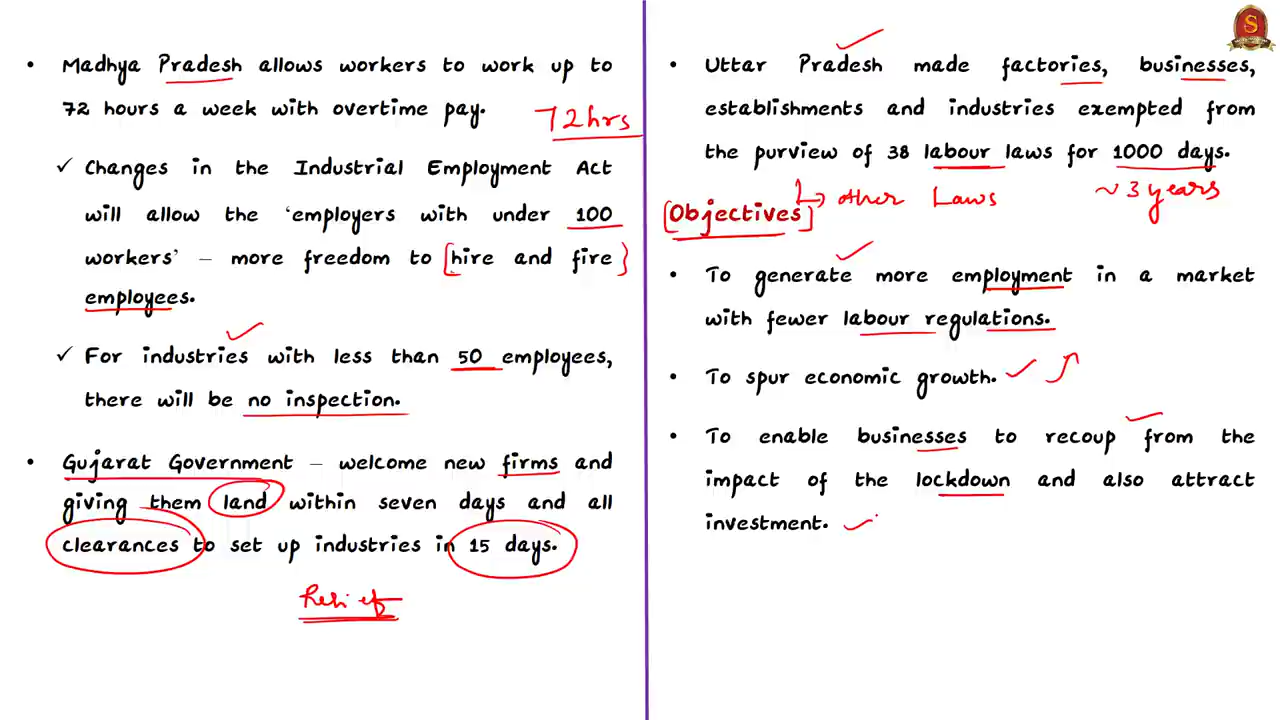 • Madhya Pradesh allows workers to work up to
72 hours a week with overtime pay.
72hrs
✓ Changes in the Industrial Employment Act
will allow the 'employers with under 100
workers' – more freedom to [hire and fire]
employees.
✓ For industries with less than 50 employees,
there will be no inspection.
• Gujarat Government – welcome new firms and
giving them land within seven days and all
clearances to set up industries in 15 days.
Relief
S
• Uttar Pradesh made factories, businesses,
establishments and industries exempted from
the purview of 38 labour laws for 1000 days.
↳ other Laws
~ 3 years
[Objectives]
• To generate more employment in a market
with fewer labour regulations.
• To spur economic growth.
• To enable businesses to recoup from the
impact of the lockdown and also attract
investment.